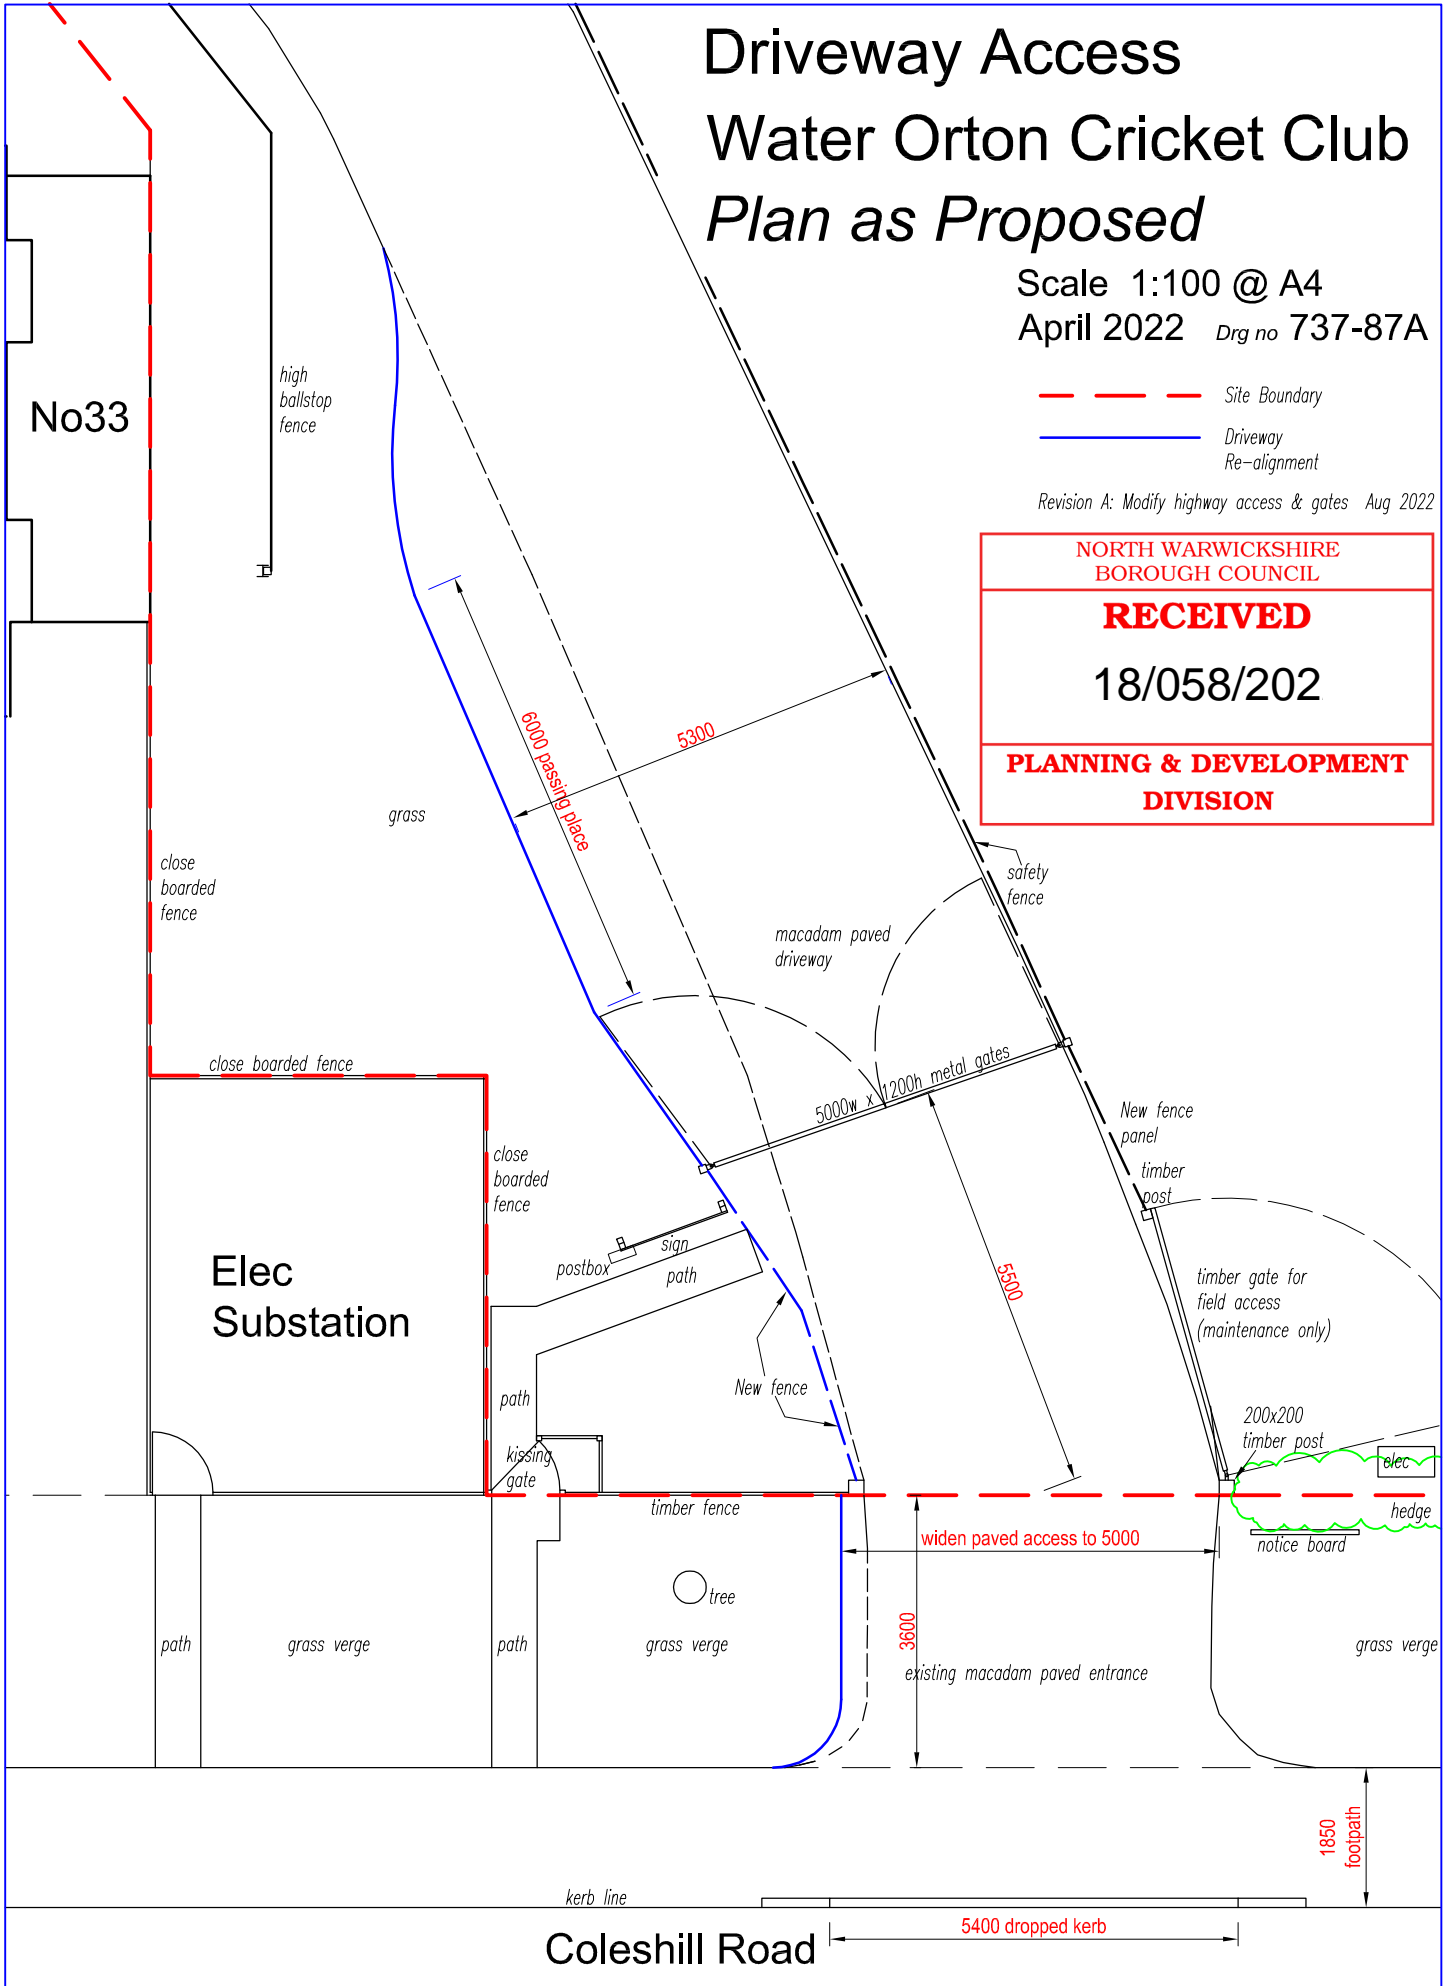 Driveway Access
Water Orton Cricket Club
Plan as Proposed
Scale 1:100 @ A4
April 2022 Drg no 737-87A
Site Boundary
Driveway
Re-alignment
Revision A: Modify highway access & gates Aug 2022
NORTH WARWICKSHIRE
BOROUGH COUNCIL
RECEIVED
18/058/202
PLANNING & DEVELOPMENT
DIVISION
high
ballstop
fence
No33
6000 passing place
5300
grass
close
boarded
fence
safety
fence
macadam paved
driveway
close boarded fence
5000w x 1200h metal gates
New fence
panel
close
boarded
fence
timber
post
sign
postbox
path
Elec
Substation
5500
timber gate for
field access
(maintenance only)
New fence
path
200x200
timber post
kissing
gate
elec
timber fence
hedge
widen paved access to 5000
notice board
tree
path
grass verge
path
grass verge
3600
existing macadam paved entrance
grass verge
1850
footpath
kerb line
5400 dropped kerb
Coleshill Road